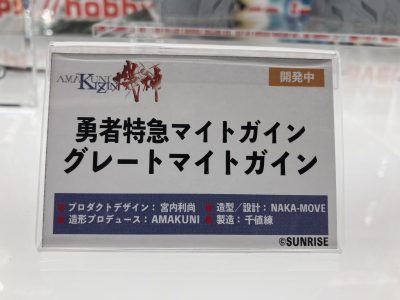 http://hobby
AMAKUNI KIZIN 機神
開発中
勇者特急マイトガイン
グレートマイトガイン
プロダクトデザイン：宮内利尚
造型／設計：NAKA-MOVE
造形プロデュース：AMAKUNI
製造：千値練
©SUNRISE